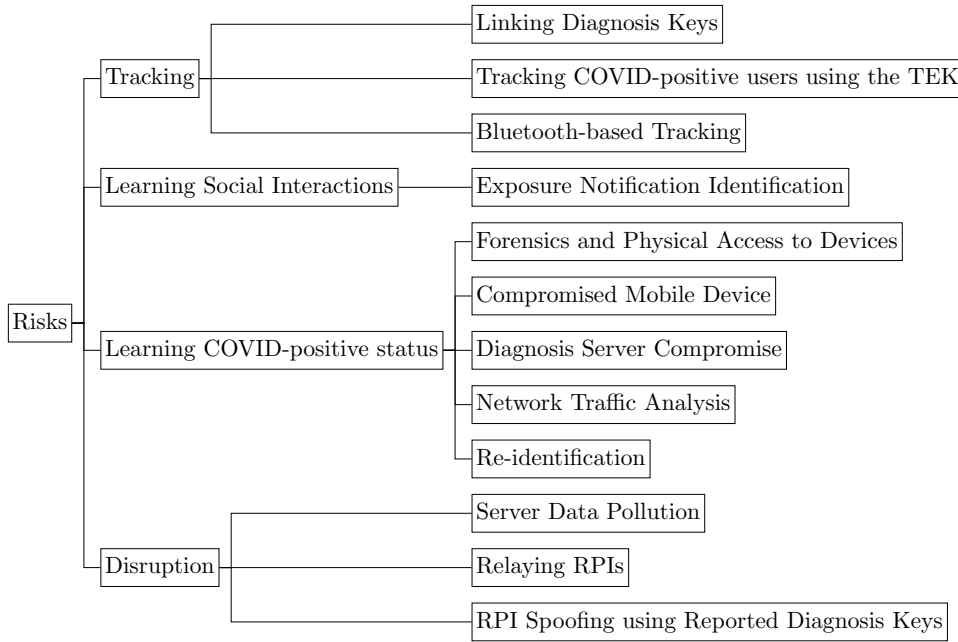 Risks
Tracking
Linking Diagnosis Keys
Tracking COVID-positive users using the TEK
Bluetooth-based Tracking
Learning Social Interactions
Exposure Notification Identification
Learning COVID-positive status
Forensics and Physical Access to Devices
Compromised Mobile Device
Diagnosis Server Compromise
Network Traffic Analysis
Re-identification
Disruption
Server Data Pollution
Relaying RPIs
RPI Spoofing using Reported Diagnosis Keys